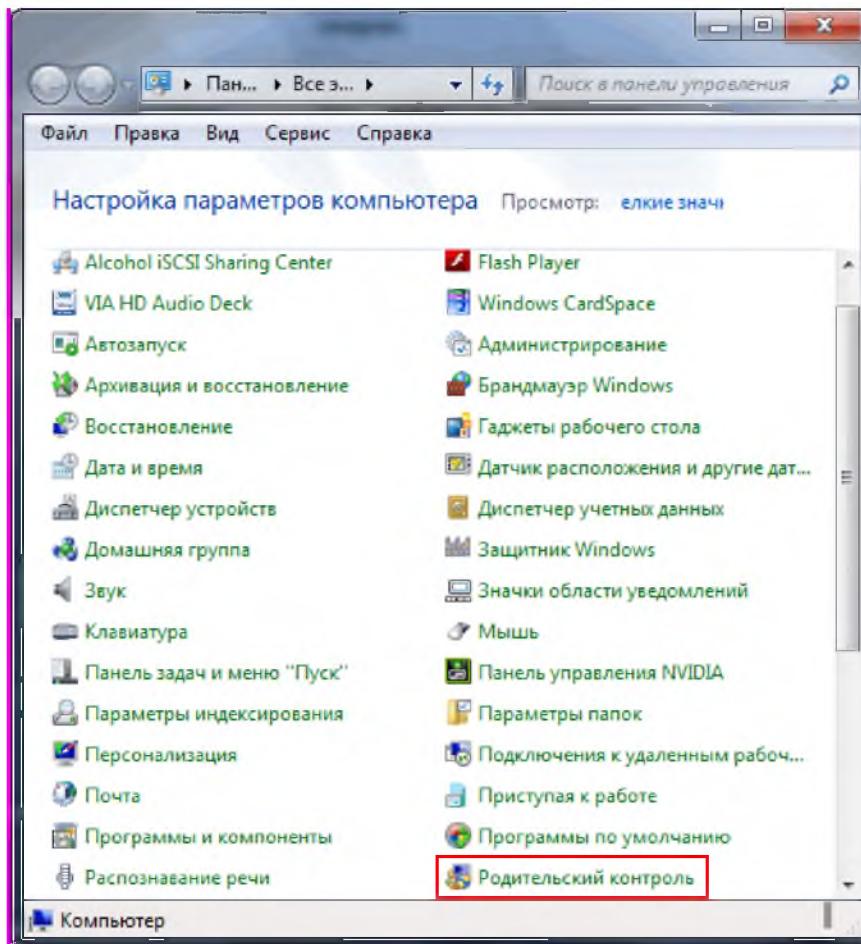 Пан... Все э... Поиск в панели управления
Файл Правка Вид Сервис Справка
Настройка параметров компьютера Просмотр: елкие знач
Alcohol iSCSI Sharing Center Flash Player
VIA HD Audio Deck Windows CardSpace
Автозапуск Администрирование
Архивация и восстановление Брандмауэр Windows
Восстановление Гаджеты рабочего стола
Дата и время Датчик расположения и другие дат...
Диспетчер устройств Диспетчер учетных данных
Домашняя группа Защитник Windows
Звук Значки области уведомлений
Клавиатура Мышь
Панель задач и меню "Пуск" Панель управления NVIDIA
Параметры индексирования Параметры папок
Персонализация Подключения к удаленным рабоч...
Почта Приступая к работе
Программы и компоненты Программы по умолчанию
Распознавание речи Родительский контроль
Компьютер